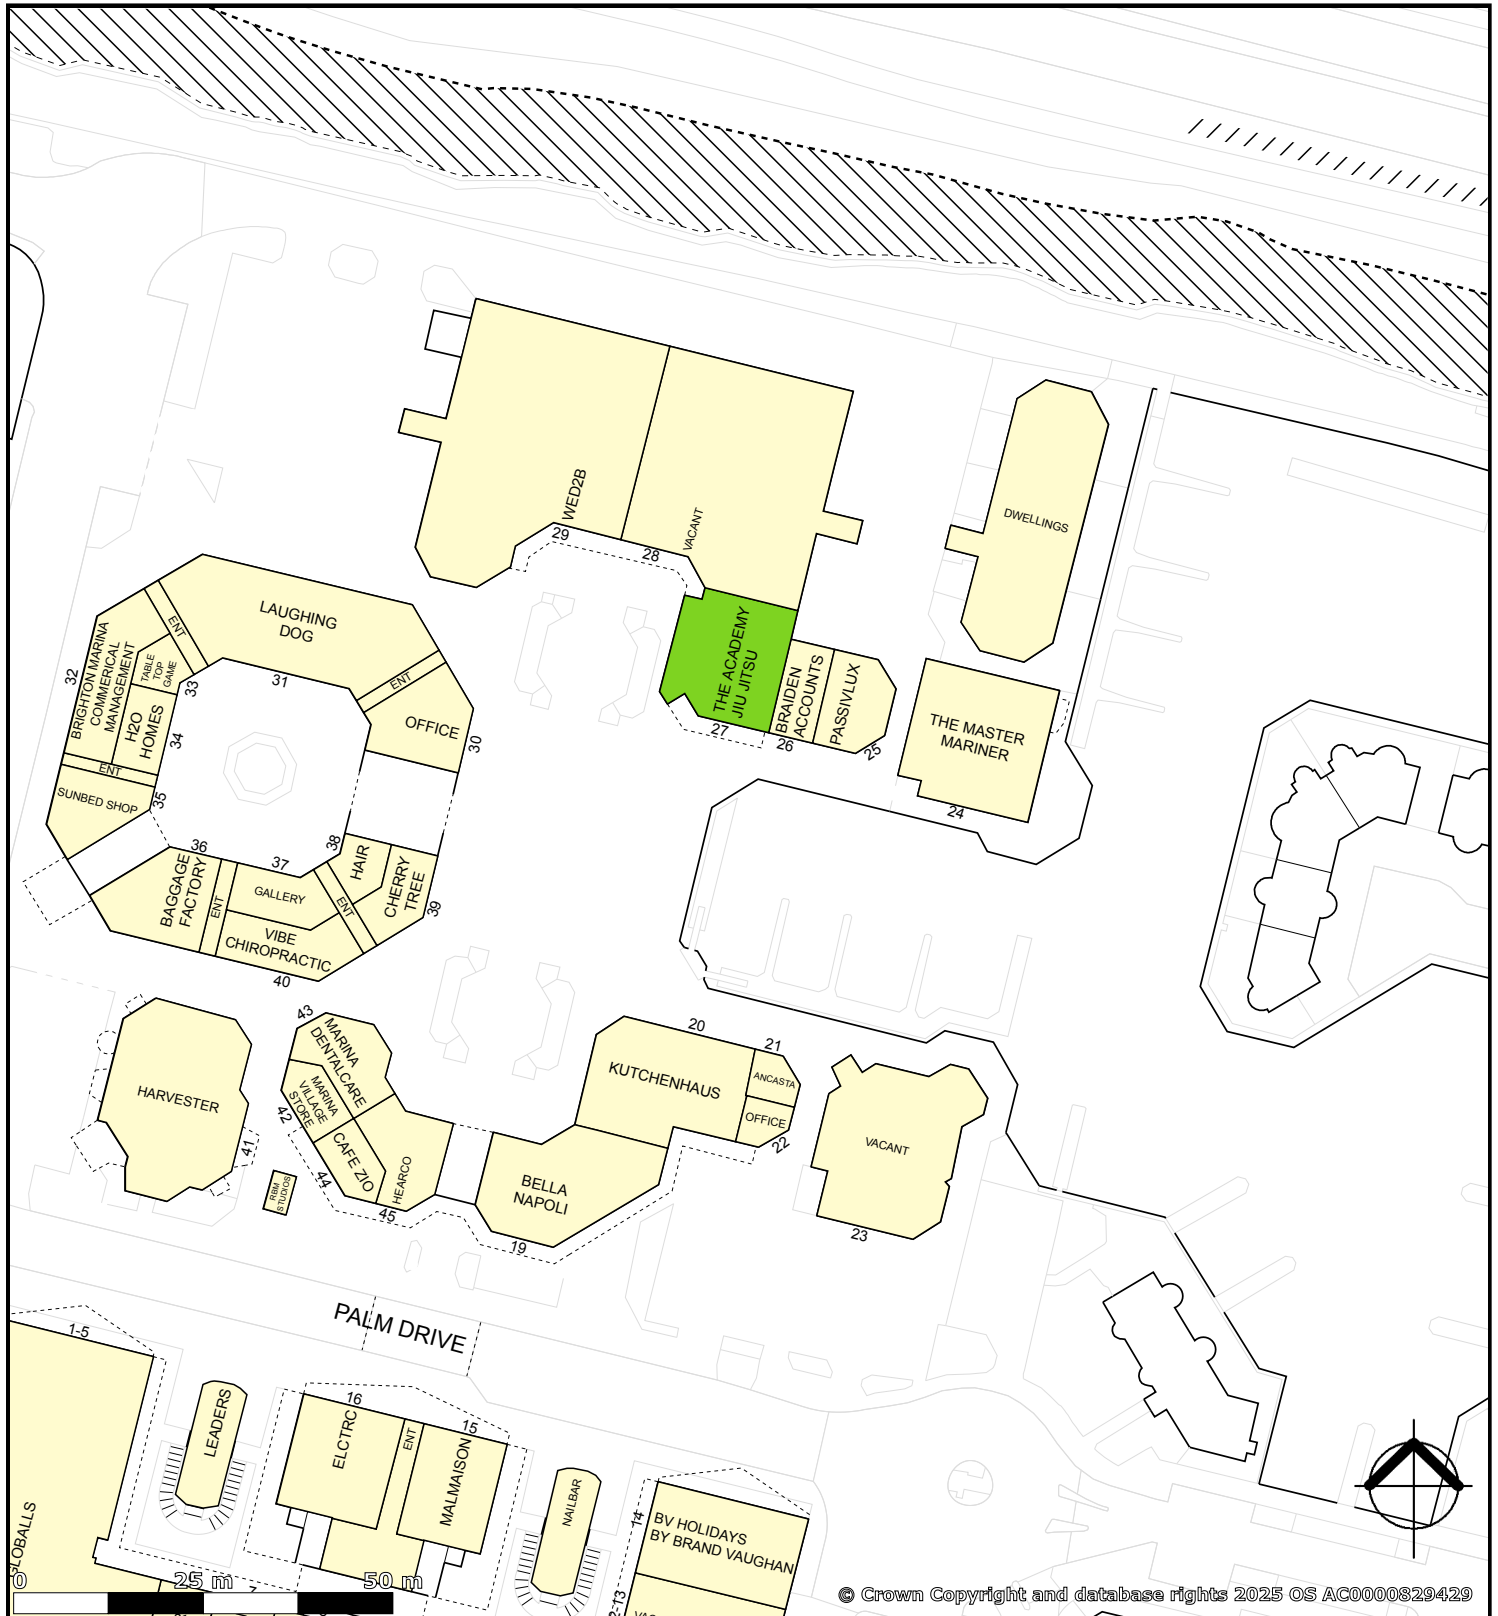 WED2B
29
28
VACANT
DWELLINGS
THE ACADEMY
JIU JITSU
27
BRAIDEN
ACCOUNTS
26
PASSIVLUX
25
THE MASTER
MARINER
24
LAUGHING
DOG
ENT
31
ENT
OFFICE
30
32
BRIGHTON MARINA
COMMERICAL
MANAGEMENT
TABLE
TOP
GAME
33
H2O
HOMES
34
ENT
SUNBED SHOP
35
36
BAGGAGE
FACTORY
ENT
37
GALLERY
VIBE
CHIROPRACTIC
40
38
HAIR
ENT
CHERRY
TREE
39
HARVESTER
41
43
MARINA
DENTALCARE
MARINA
VILLAGE
STORE
42
CAFE ZIO
44
HEARCO
45
RBM
STUDIOS
BELLA
NAPOLI
19
KUTCHENHAUS
20
21
ANCASTA
OFFICE
22
VACANT
23
PALM DRIVE
1-5
LEADERS
16
ELCTRC
ENT
15
MALMAISON
NAILBAR
14
BV HOLIDAYS
BY BRAND VAUGHAN
0
25 m
50 m
© Crown Copyright and database rights 2025 OS AC0000829429